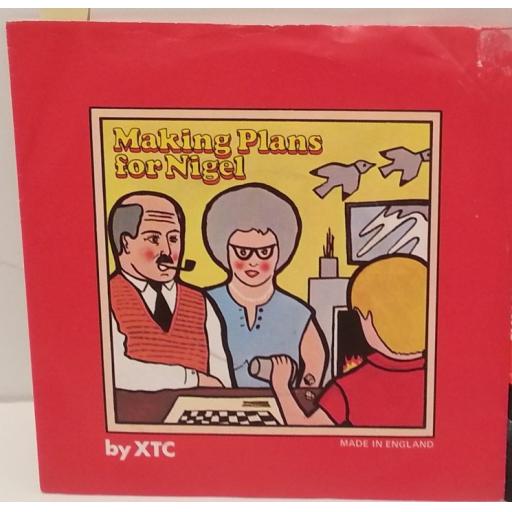 Making Plans
for Nigel
by XTC
MADE IN ENGLAND